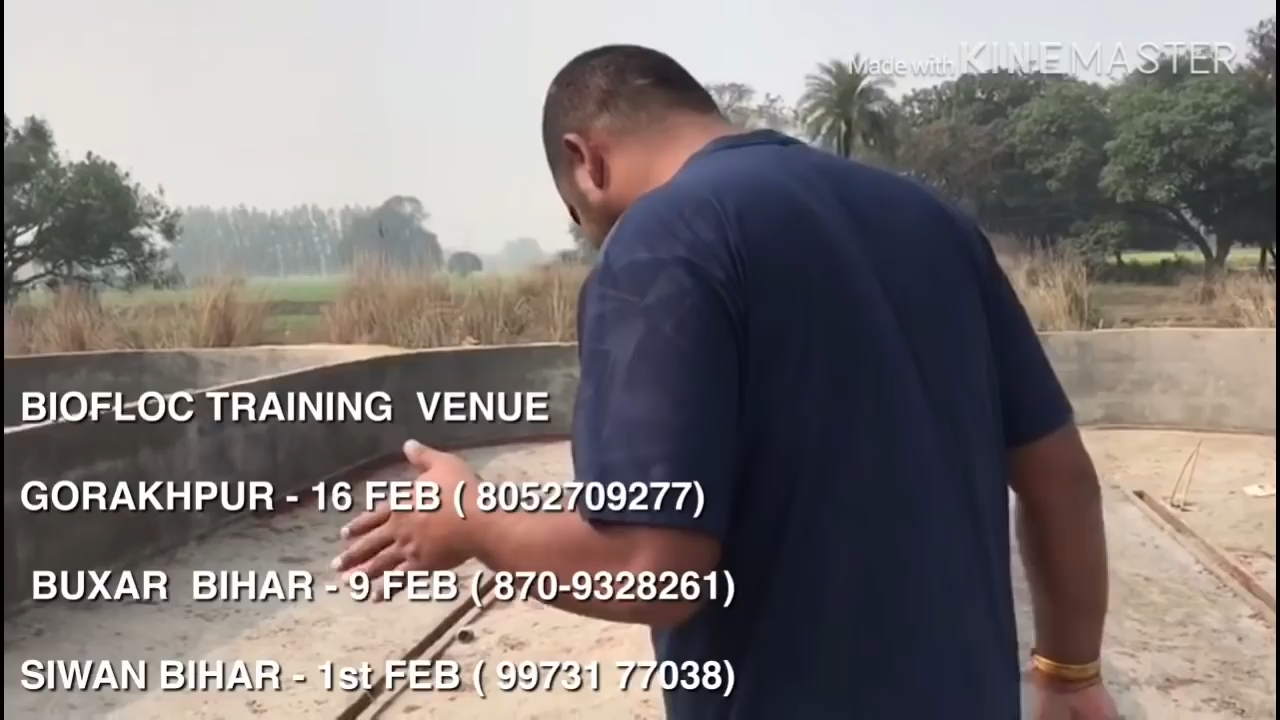 Made with KINEMASTER
BIOFLOC TRAINING VENUE
GORAKHPUR - 16 FEB ( 8052709277)
BUXAR BIHAR - 9 FEB ( 870-9328261)
SIWAN BIHAR - 1st FEB ( 99731 77038)